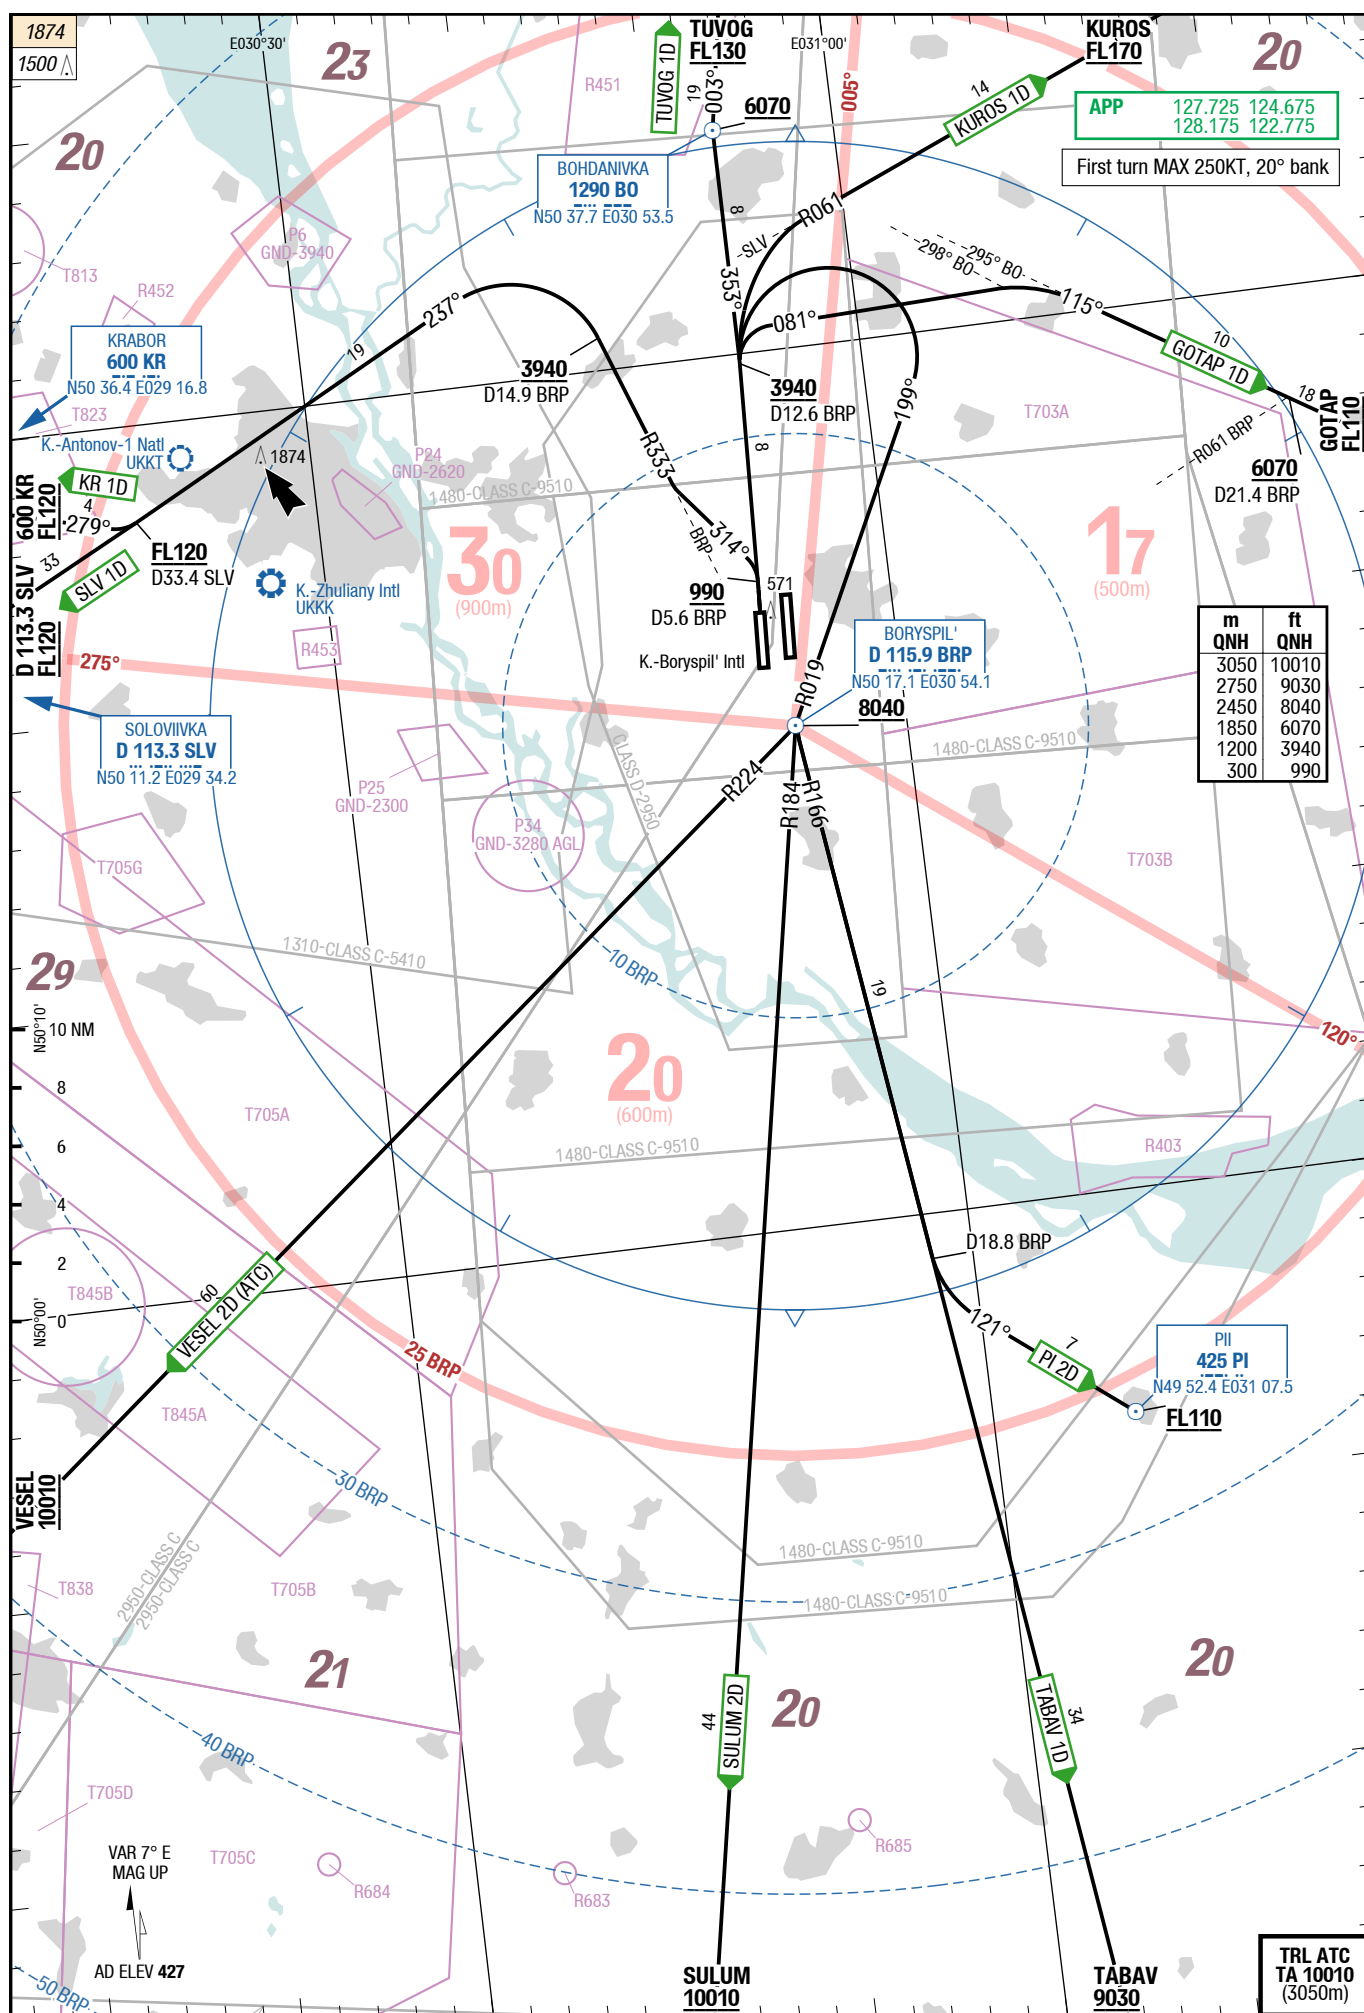 1874
1500
E030°30'
23
TUVOG
FL130
TUVOG 1D
19
003°
R451
E031°00'
005°
KUROS
FL170
20
14
KUROS 1D
APP 127.725 124.675
128.175 122.775
First turn MAX 250KT, 20° bank
6070
20
BOHDANIVKA
1290 BO
N50 37.7 E030 53.5
P6
GND-3940
T813
R452
8
SLV
R061
298° BO
295° BO
353°
081°
115°
10
GOTAP 1D
18
GOTAP
FL110
237°
19
KRABOR
600 KR
N50 36.4 E029 16.8
T823
3940
D14.9 BRP
3940
D12.6 BRP
199°
T703A
R061 BRP
6070
D21.4 BRP
K.-Antonov-1 Natl
UKKT
1874
R333
8
P24
GND-2620
1480-CLASS C-9510
KR 1D
4
279°
600 KR
FL120
FL120
D33.4 SLV
33
SLV 1D
D 113.3 SLV
FL120
BRP
314°
30
(900m)
17
(500m)
K.-Zhuliany Intl
UKKK
990
D5.6 BRP
571
K.-Boryspil' Intl
R453
275°
BORYSPIL'
D 115.9 BRP
N50 17.1 E030 54.1
R019
8040
m ft
QNH QNH
3050 10010
2750 9030
2450 8040
1850 6070
1200 3940
300 990
SOLOVIIVKA
D 113.3 SLV
N50 11.2 E029 34.2
P25
GND-2300
CLASS D-2950
R224
R184
R166
1480-CLASS C-9510
P34
GND-3280 AGL
T705G
T703B
1310-CLASS C-5410
29
10 BRP
19
N50°10'
10 NM
8
6
4
2
0
N50°00'
120°
20
(600m)
T705A
1480-CLASS C-9510
R403
D18.8 BRP
T845B
60
VESEL 2D (ATC)
121°
7
PI 2D
PII
425 PI
N49 52.4 E031 07.5
FL110
25 BRP
T845A
30 BRP
VESEL
10010
2950-CLASS C
2950-CLASS C
1480-CLASS C-9510
1480-CLASS C-9510
T838
T705B
21
20
20
44
SULUM 2D
TABAV 1D
34
40 BRP
T705D
T705C
R684
R683
R685
VAR 7° E
MAG UP
AD ELEV 427
50 BRP
SULUM
10010
TABAV
9030
TRL ATC
TA 10010
(3050m)